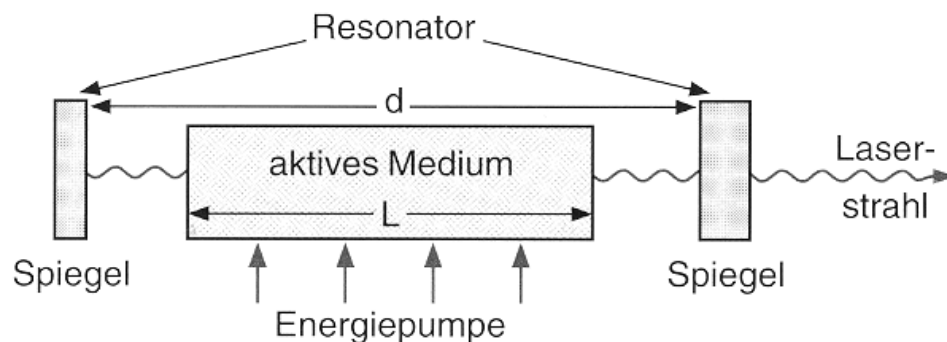 Resonator
d
aktives Medium
Laser-
strahl
L
Spiegel
Spiegel
Energiepumpe